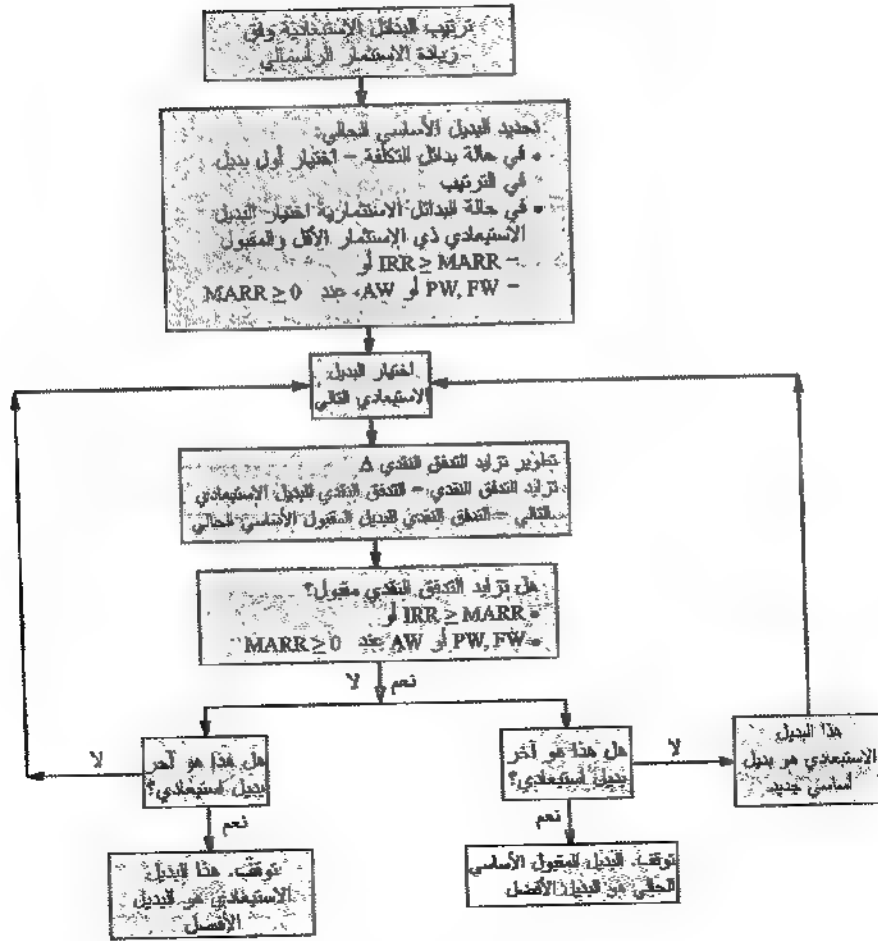 ترتيب البدائل الاستبعادية وفق
زيادة الاستثمار الرأسمالي
تحديد البديل الأساسي الحالي:
• في حالة بدائل التكلفة – اختيار أول بديل
في الترتيب
• في حالة البدائل الاستثمارية اختيار البديل
الاستبعادي ذي الإستثمار الأقل والمقبول
– IRR ≥ MARR أو
– PW, FW أو AW، عند MARR ≥ 0
اختيار البديل
الاستبعادي التالي
تطوير تزايد التدفق النقدي Δ
تزايد التدفق النقدي – التدفق النقدي للبديل الاستبعادي
التالي – التدفق النقدي للبديل المقبول الأساسي الحالي
هل تزايد التدفق النقدي مقبول؟
• IRR ≥ MARR أو
• PW, FW أو AW عند MARR ≥ 0
نعم
لا
هذا البديل
الاستبعادي هو بديل
أساسي جديد
لا
هل هذا هو آخر
بديل استبعادي؟
هل هذا هو آخر
بديل استبعادي؟
لا
نعم
نعم
توقف. البديل المقبول الأساسي
الحالي هو البديل الأفضل
توقف. هذا البديل
الاستبعادي هو البديل
الأفضل